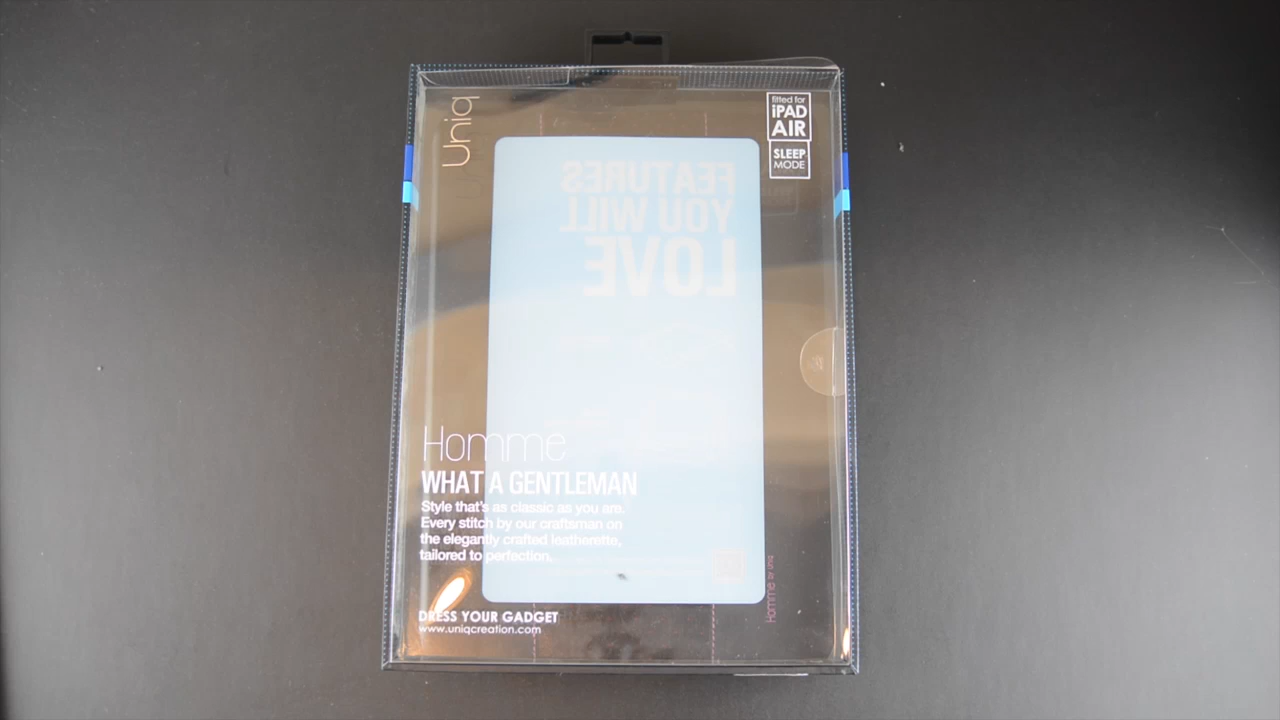 Uniq
fitted for
iPAD
AIR
SLEEP
MODE
FEATURES
YOU WILL
LOVE
Homme
WHAT A GENTLEMAN
Style that's as classic as you are.
Every stitch by our craftsman on
the elegantly crafted leatherette,
tailored to perfection.
Homme by Uniq
DRESS YOUR GADGET
www.uniqcreation.com